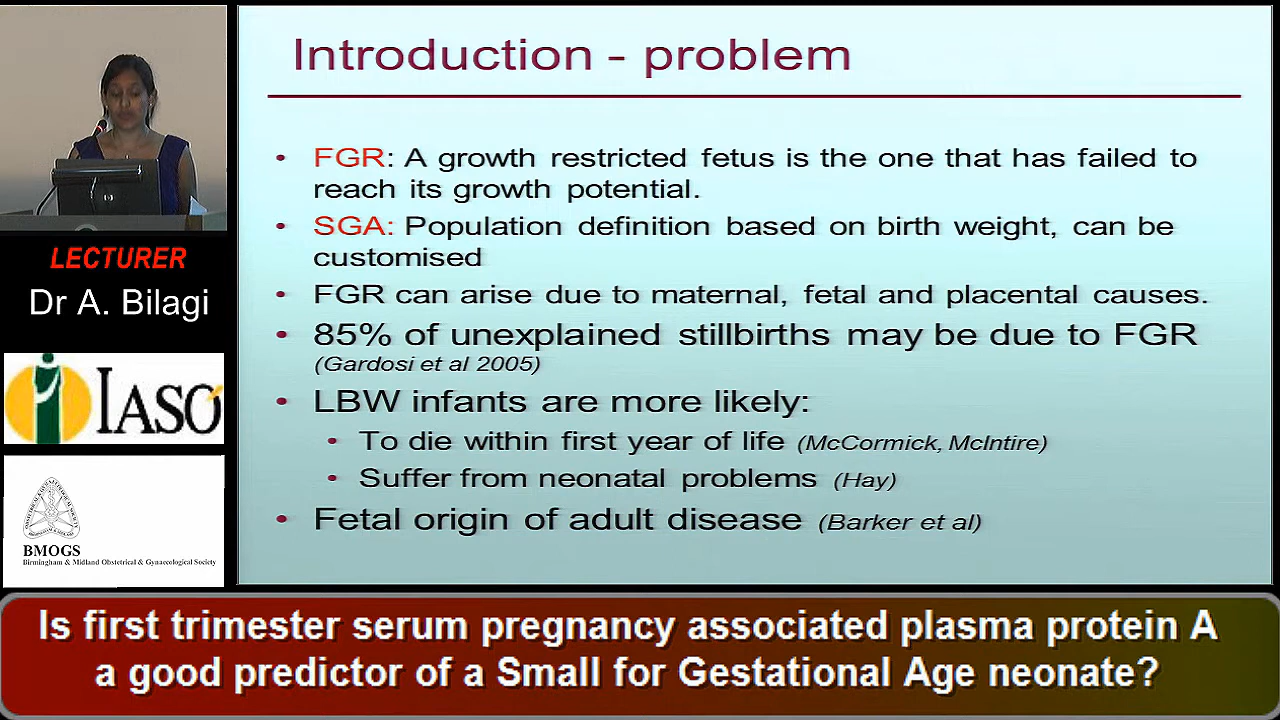 Introduction - problem
• FGR: A growth restricted fetus is the one that has failed to
reach its growth potential.
• SGA: Population definition based on birth weight, can be
customised
• FGR can arise due to maternal, fetal and placental causes.
• 85% of unexplained stillbirths may be due to FGR
(Gardosi et al 2005)
• LBW infants are more likely:
• To die within first year of life (McCormick, McIntire)
• Suffer from neonatal problems (Hay)
• Fetal origin of adult disease (Barker et al)
LECTURER
Dr A. Bilagi
IASO
BMOGS
Birmingham & Midland Obstetrical & Gynaecological Society
Is first trimester serum pregnancy associated plasma protein A
a good predictor of a Small for Gestational Age neonate?